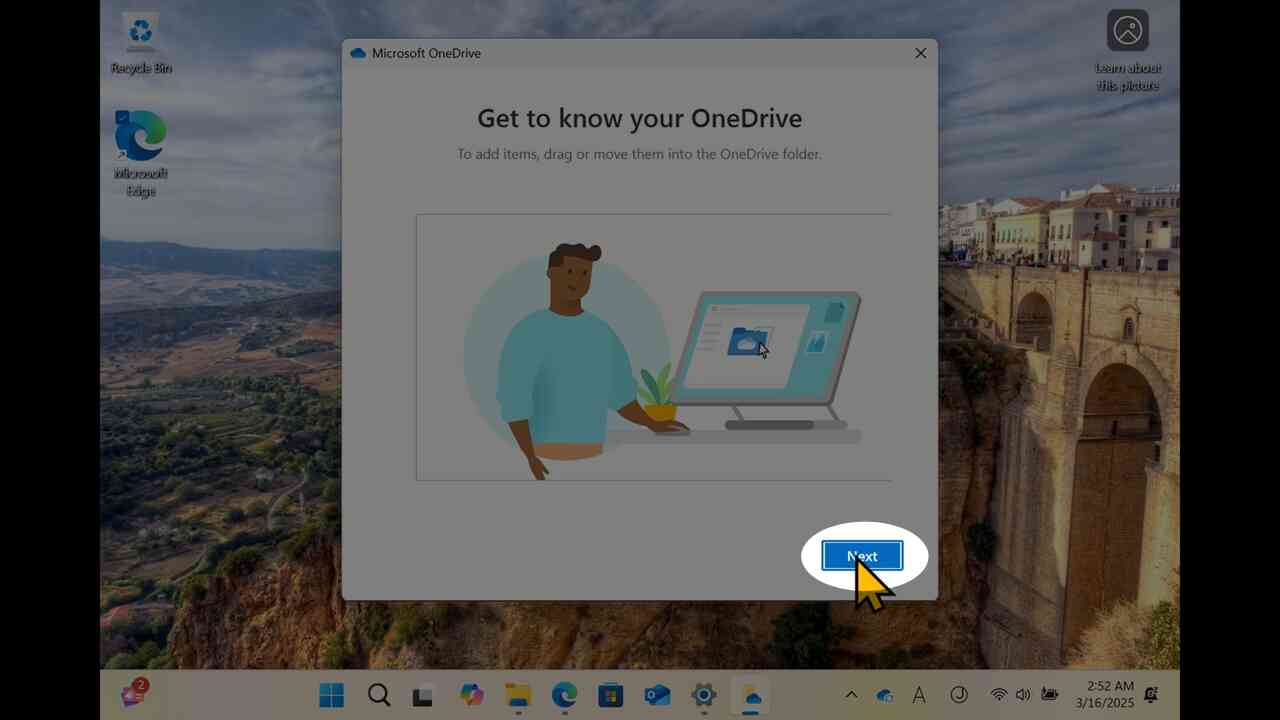 Recycle Bin
Microsoft
Edge
Learn about
this picture
Microsoft OneDrive
Get to know your OneDrive
To add items, drag or move them into the OneDrive folder.
Next
2
2:52 AM
3/16/2025